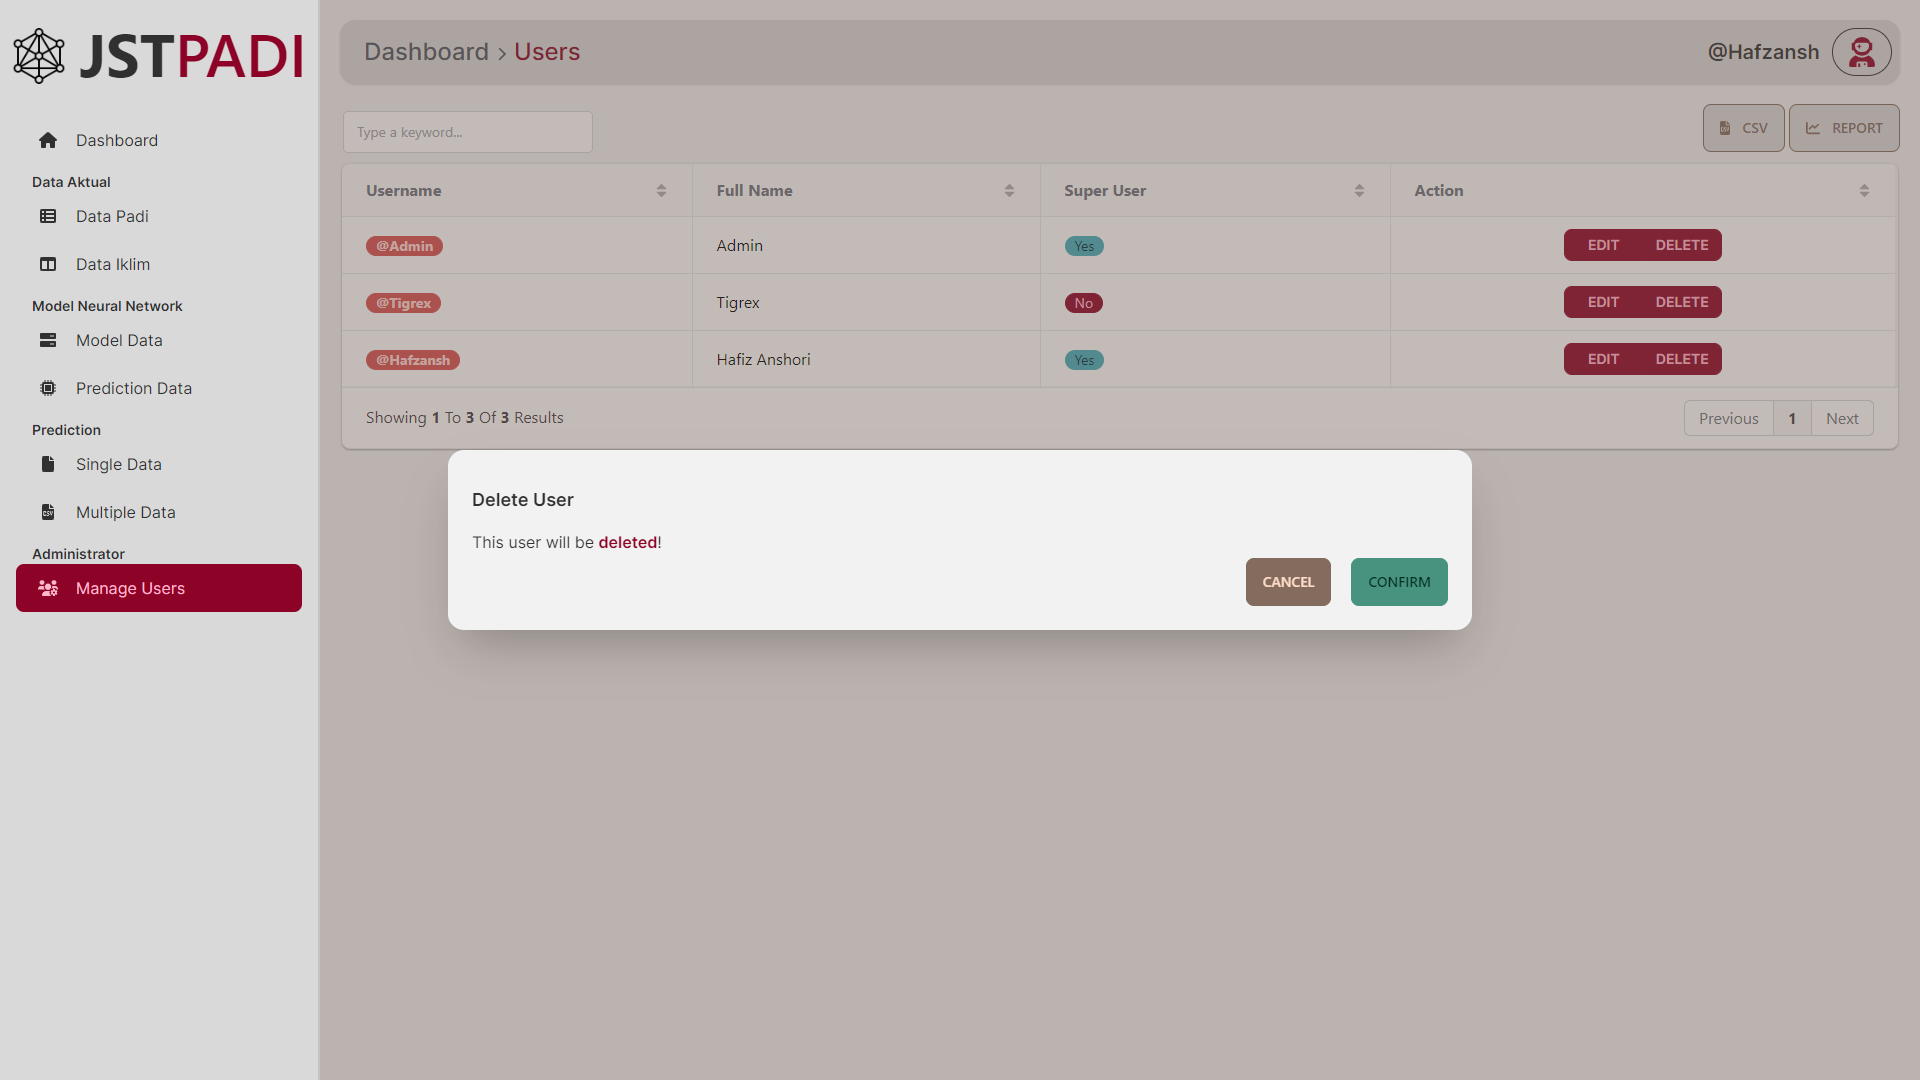 JSTPADI
Dashboard
Data Aktual
Data Padi
Data Iklim
Model Neural Network
Model Data
Prediction Data
Prediction
Single Data
CSV
Multiple Data
Administrator
Manage Users
Dashboard > Users
@Hafzansh
Type a keyword...
CSV
REPORT
Username Full Name Super User Action
@Admin Admin Yes EDIT DELETE
@Tigrex Tigrex No EDIT DELETE
@Hafzansh Hafiz Anshori Yes EDIT DELETE
Showing 1 To 3 Of 3 Results
Previous 1 Next
Delete User
This user will be deleted!
CANCEL CONFIRM